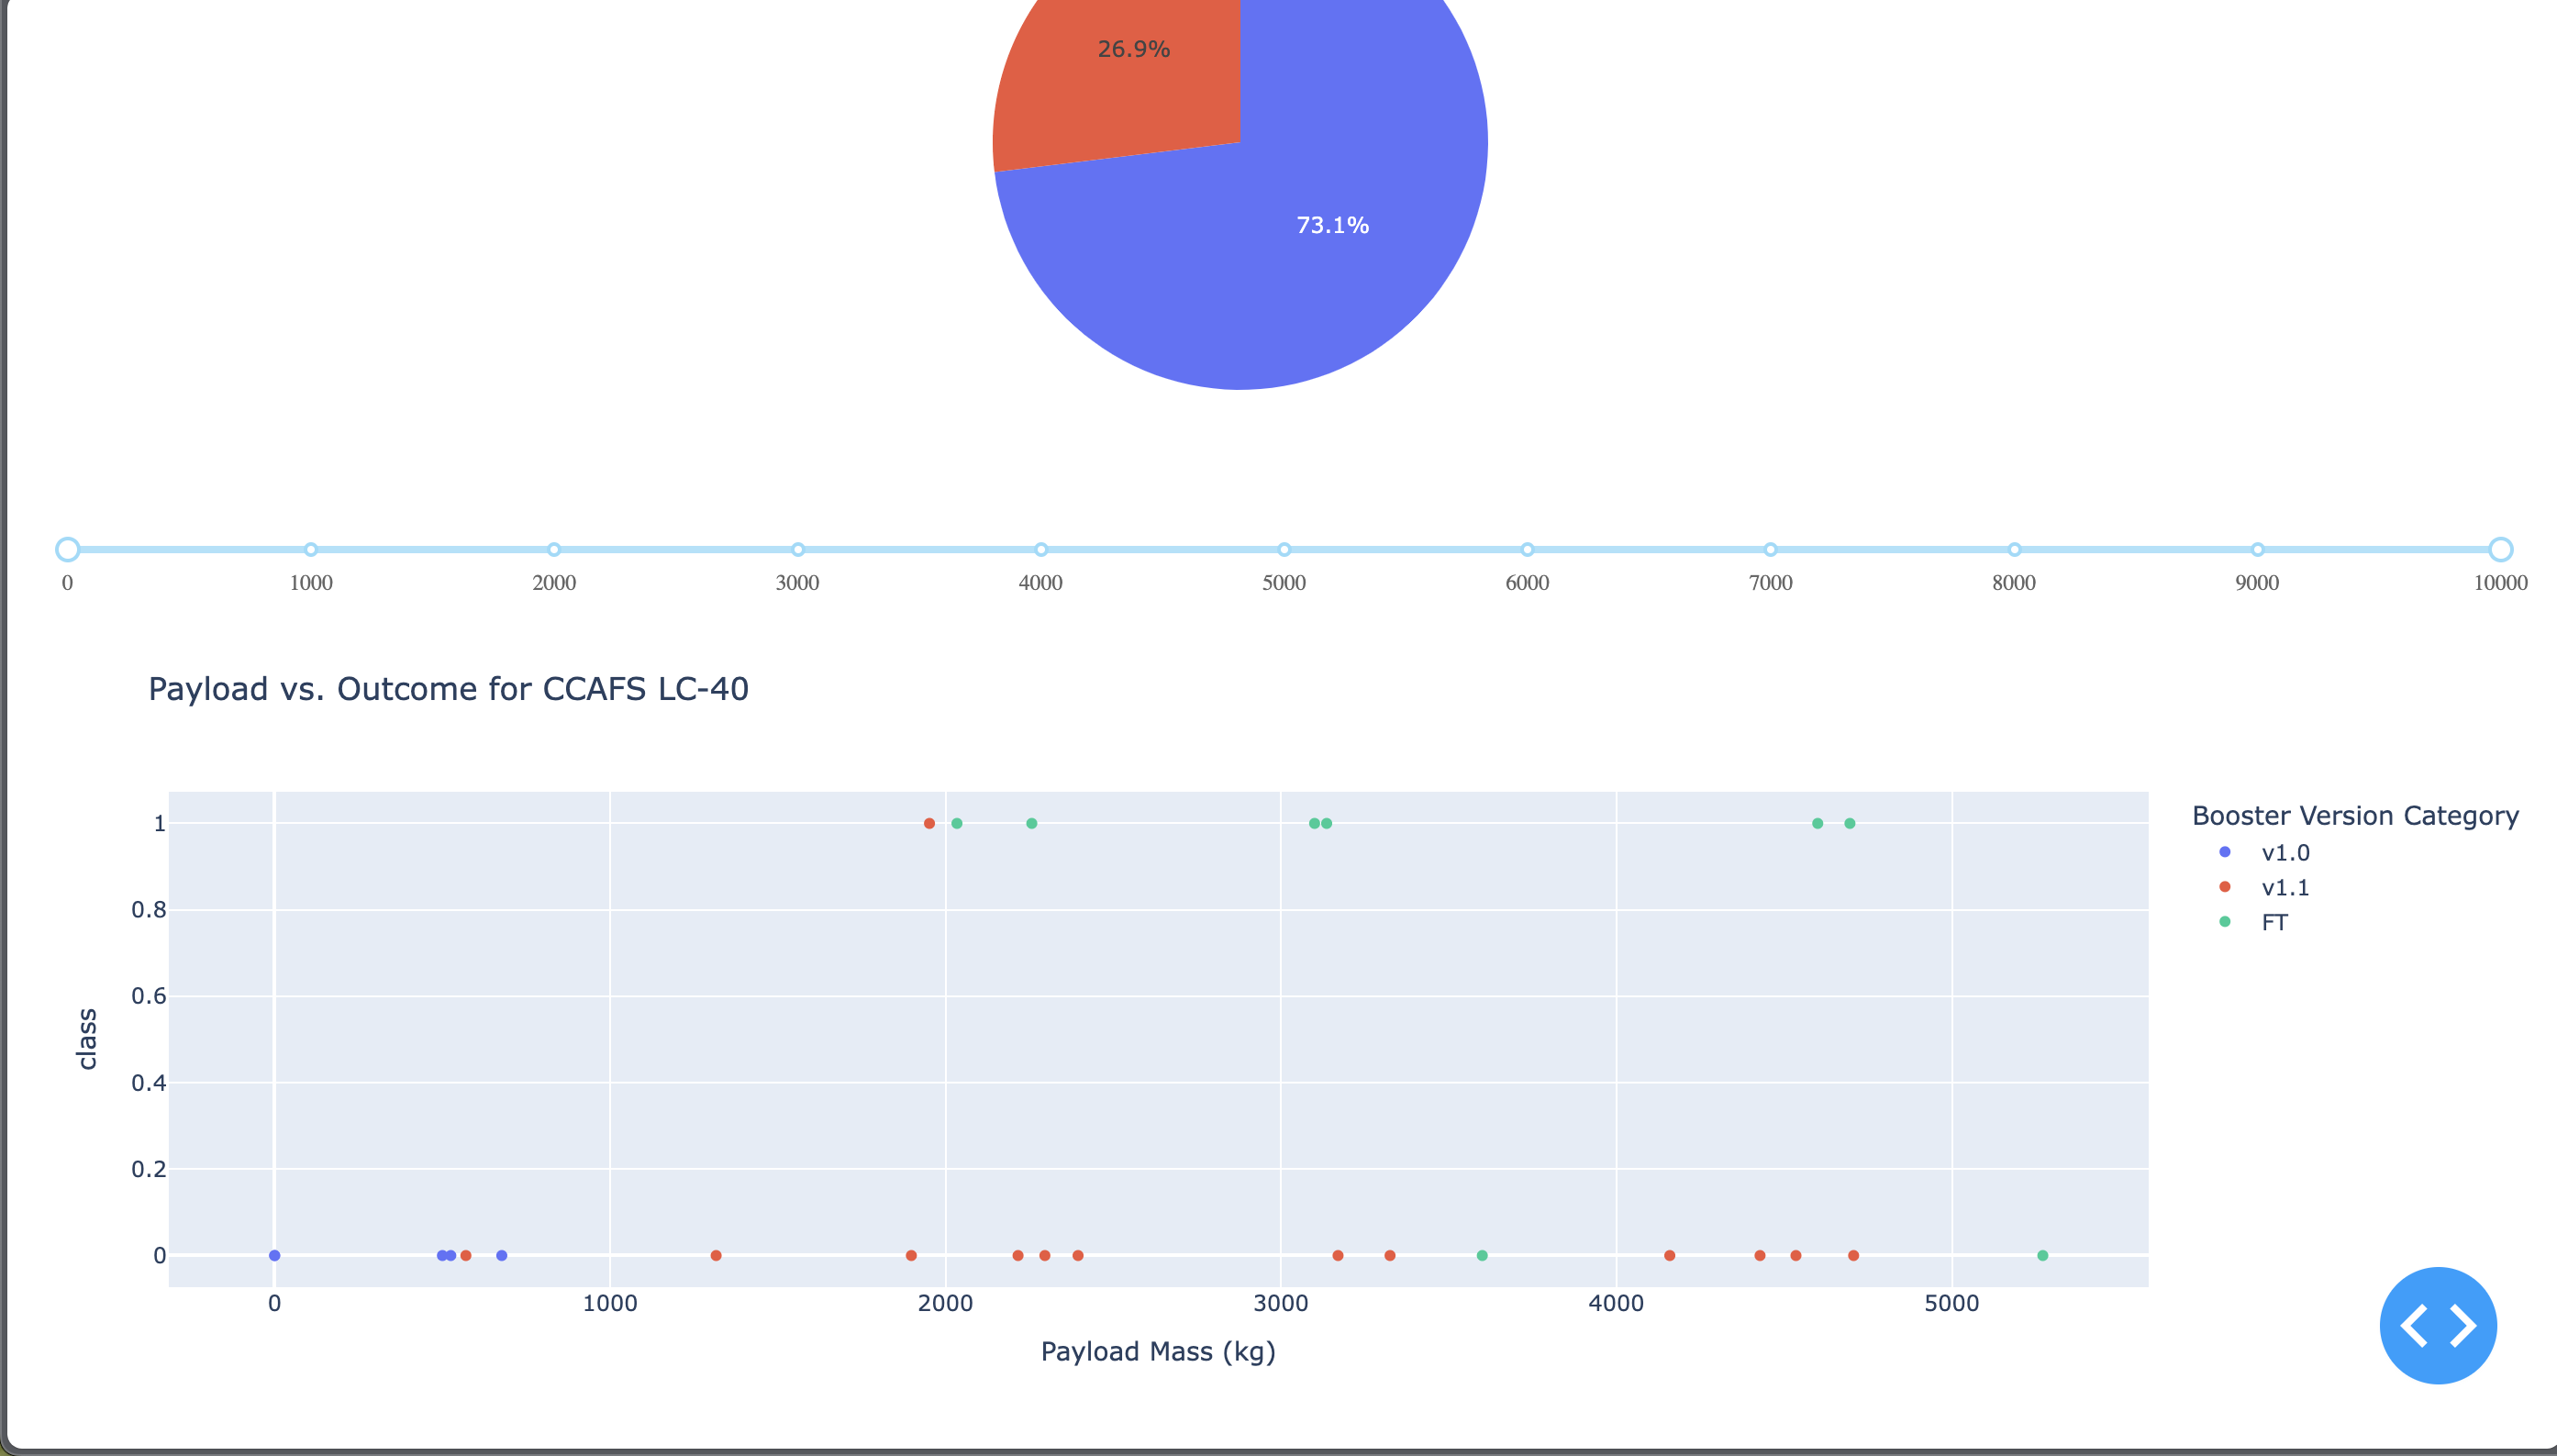 26.9%
73.1%
0 1000 2000 3000 4000 5000 6000 7000 8000 9000 10000
Payload vs. Outcome for CCAFS LC-40
Booster Version Category
v1.0
v1.1
FT
1
0.8
0.6
0.4
0.2
0
class
0 1000 2000 3000 4000 5000
Payload Mass (kg)